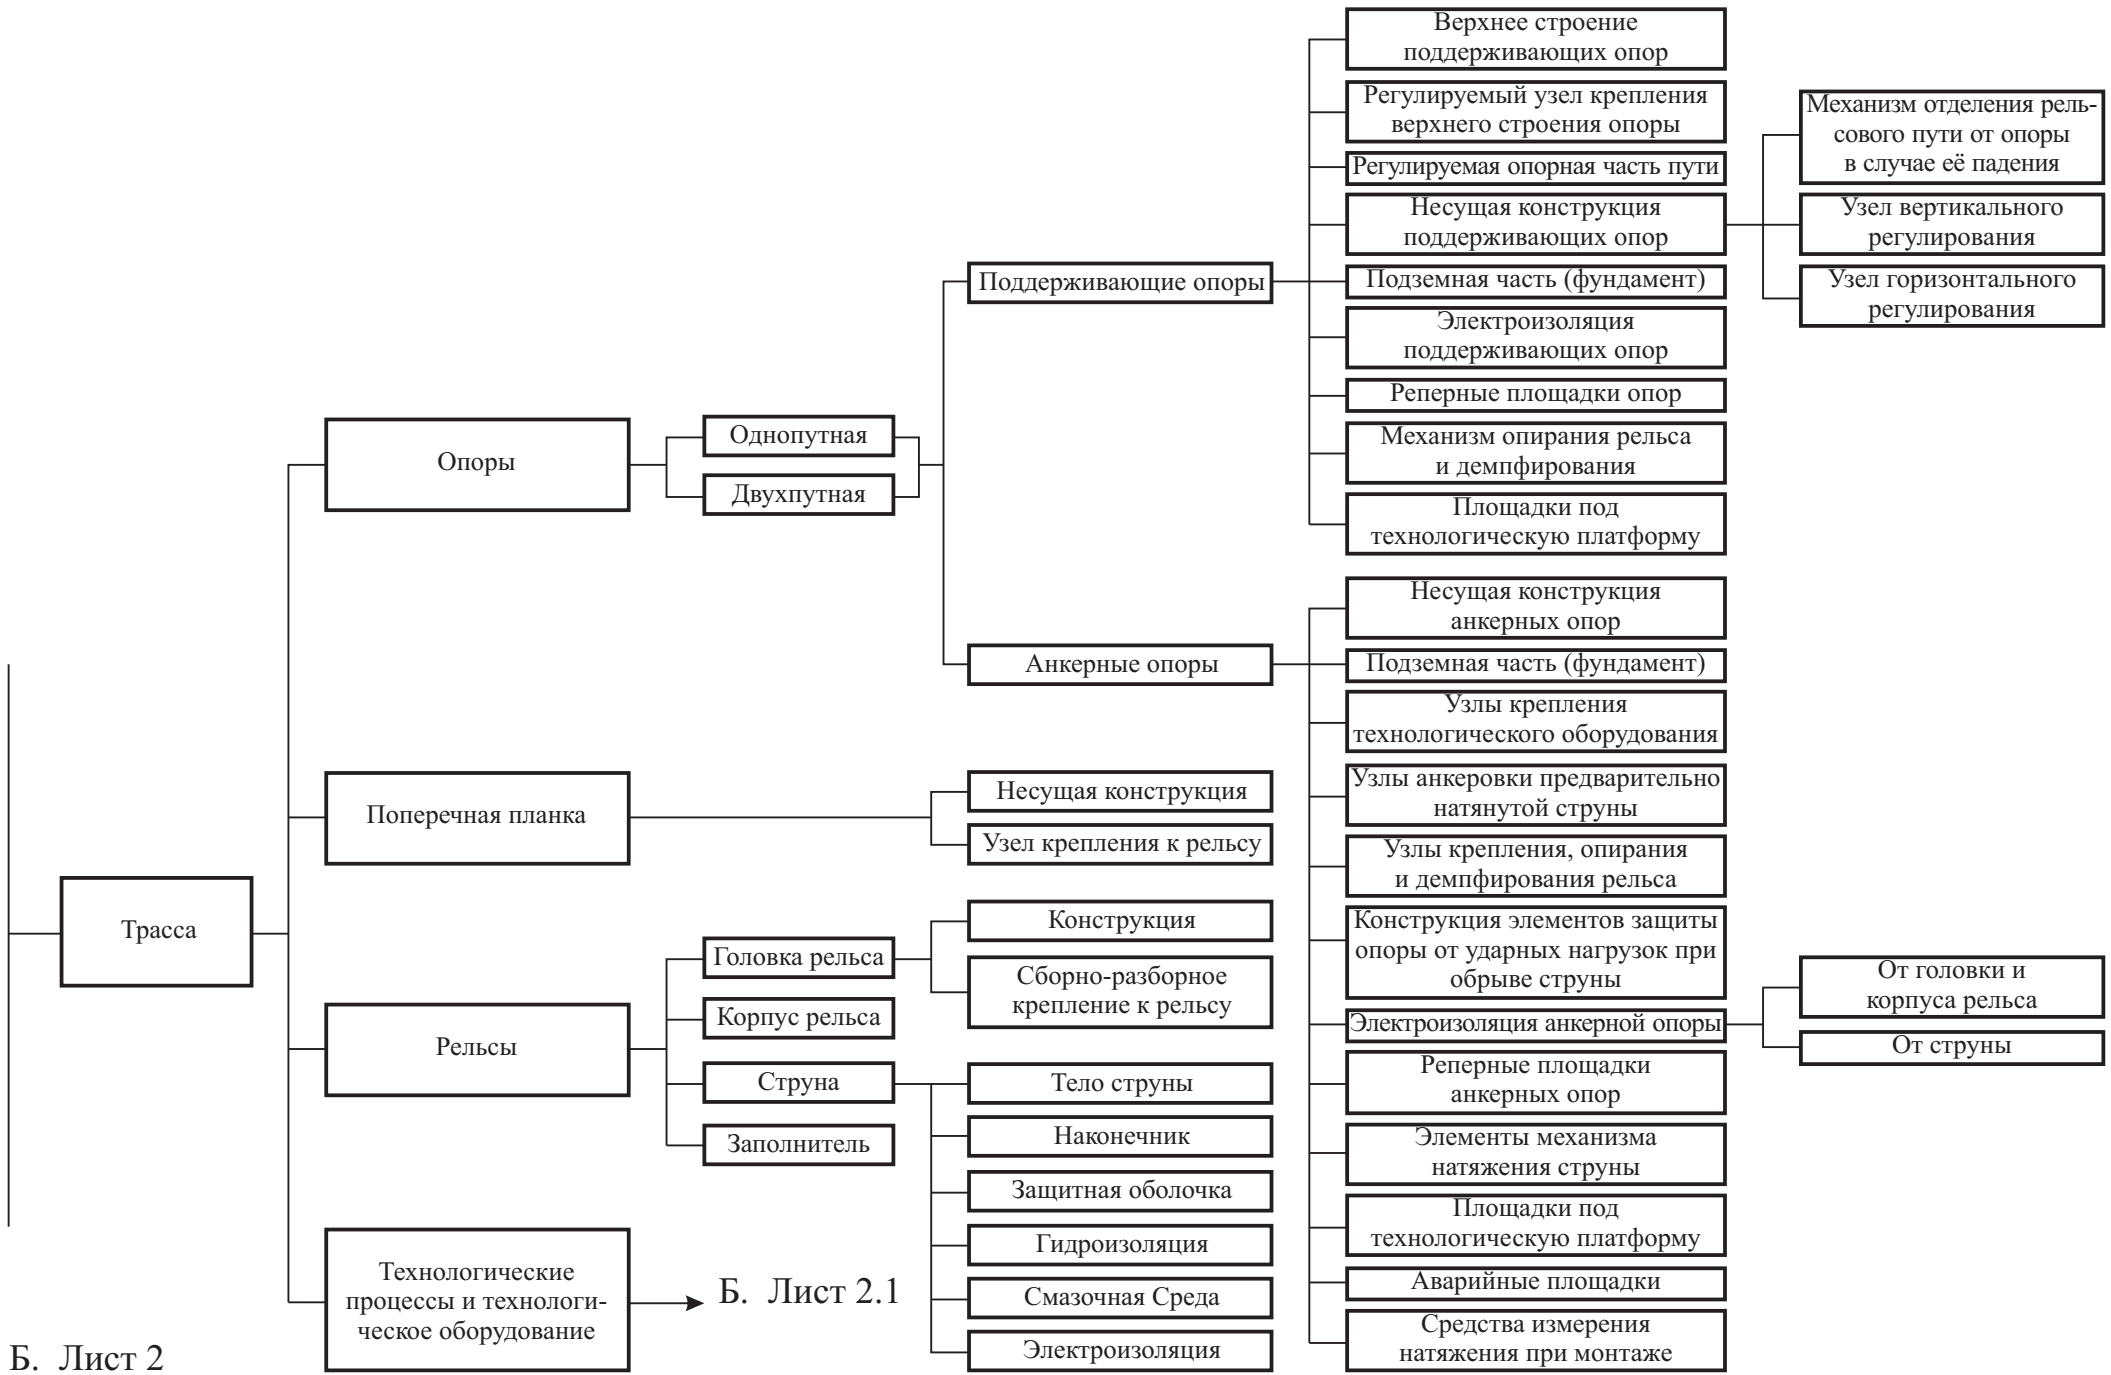 Трасса
Опоры
Поперечная планка
Рельсы
Технологические
процессы и технологи-
ческое оборудование
Б. Лист 2.1
Однопутная
Двухпутная
Головка рельса
Корпус рельса
Струна
Заполнитель
Поддерживающие опоры
Анкерные опоры
Несущая конструкция
Узел крепления к рельсу
Конструкция
Сборно-разборное
крепление к рельсу
Тело струны
Наконечник
Защитная оболочка
Гидроизоляция
Смазочная Среда
Электроизоляция
Верхнее строение
поддерживающих опор
Регулируемый узел крепления
верхнего строения опоры
Регулируемая опорная часть пути
Несущая конструкция
поддерживающих опор
Подземная часть (фундамент)
Электроизоляция
поддерживающих опор
Реперные площадки опор
Механизм опирания рельса
и демпфирования
Площадки под
технологическую платформу
Несущая конструкция
анкерных опор
Подземная часть (фундамент)
Узлы крепления
технологического оборудования
Узлы анкеровки предварительно
натянутой струны
Узлы крепления, опирания
и демпфирования рельса
Конструкция элементов защиты
опоры от ударных нагрузок при
обрыве струны
Электроизоляция анкерной опоры
Реперные площадки
анкерных опор
Элементы механизма
натяжения струны
Площадки под
технологическую платформу
Аварийные площадки
Средства измерения
натяжения при монтаже
Механизм отделения рель-
сового пути от опоры
в случае её падения
Узел вертикального
регулирования
Узел горизонтального
регулирования
От головки и
корпуса рельса
От струны
Б. Лист 2